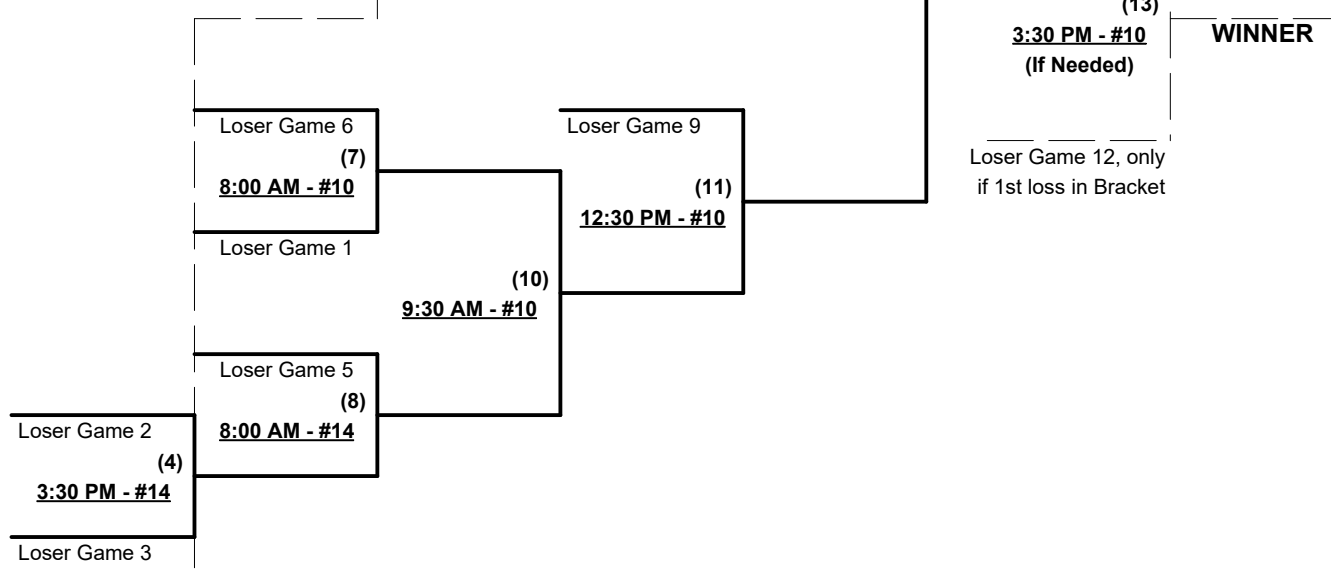 (13)
3:30 PM - #10
(If Needed)
WINNER
Loser Game 6
(7)
8:00 AM - #10
Loser Game 1
Loser Game 9
(11)
12:30 PM - #10
Loser Game 12, only
if 1st loss in Bracket
(10)
9:30 AM - #10
Loser Game 5
(8)
8:00 AM - #14
Loser Game 2
(4)
3:30 PM - #14
Loser Game 3